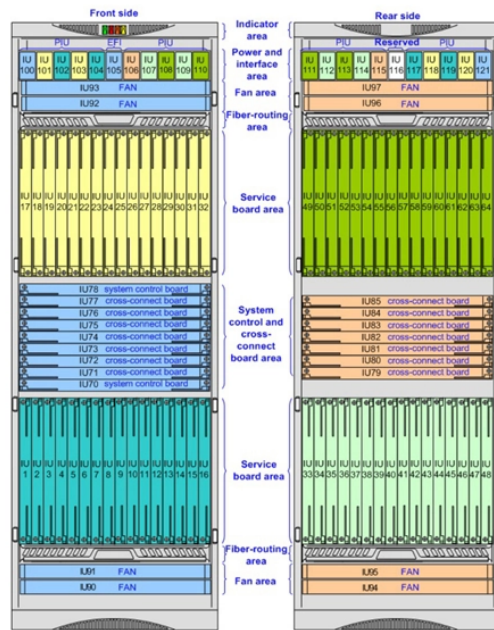 Front side
Rear side
Indicator area
PIU EFI PIU
PIU Reserved PIU
Power and interface area
IU 100 IU 101 IU 102 IU 103 IU 104 IU 105 IU 106 IU 107 IU 108 IU 109 IU 110
IU 111 IU 112 IU 113 IU 114 IU 115 IU 116 IU 117 IU 118 IU 119 IU 120 IU 121
IU93 FAN
IU92 FAN
Fan area
IU97 FAN
IU96 FAN
Fiber-routing area
IU 17 IU 18 IU 19 IU 20 IU 21 IU 22 IU 23 IU 24 IU 25 IU 26 IU 27 IU 28 IU 29 IU 30 IU 31 IU 32
Service board area
IU 49 IU 50 IU 51 IU 52 IU 53 IU 54 IU 55 IU 56 IU 57 IU 58 IU 59 IU 60 IU 61 IU 62 IU 63 IU 64
IU78 system control board
IU77 cross-connect board
IU76 cross-connect board
IU75 cross-connect board
IU74 cross-connect board
IU73 cross-connect board
IU72 cross-connect board
IU71 cross-connect board
IU70 system control board
System control and cross-connect board area
IU85 cross-connect board
IU84 cross-connect board
IU83 cross-connect board
IU82 cross-connect board
IU81 cross-connect board
IU80 cross-connect board
IU79 cross-connect board
IU 1 IU 2 IU 3 IU 4 IU 5 IU 6 IU 7 IU 8 IU 9 IU 10 IU 11 IU 12 IU 13 IU 14 IU 15 IU 16
Service board area
IU 33 IU 34 IU 35 IU 36 IU 37 IU 38 IU 39 IU 40 IU 41 IU 42 IU 43 IU 44 IU 45 IU 46 IU 47 IU 48
Fiber-routing area
IU91 FAN
IU90 FAN
Fan area
IU95 FAN
IU94 FAN